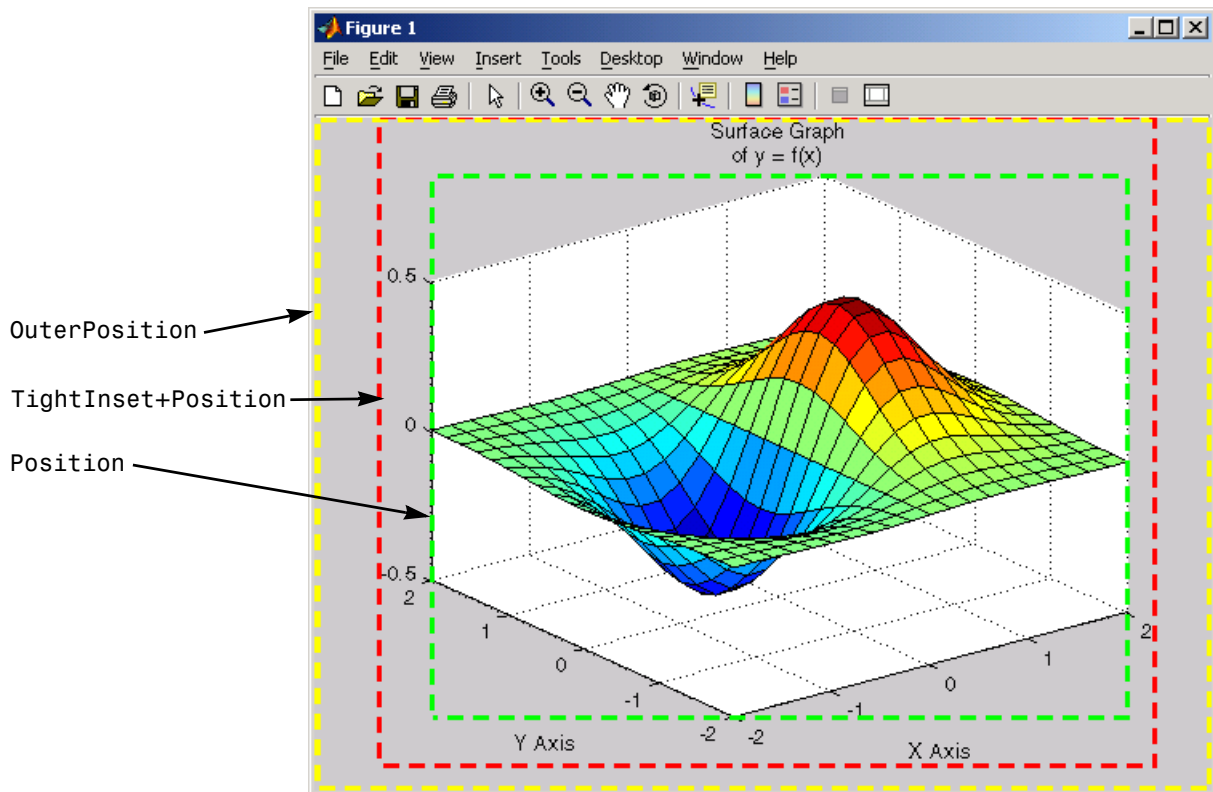 Figure 1
File Edit View Insert Tools Desktop Window Help
Surface Graph
of y = f(x)
0.5
OuterPosition
TightInset+Position
0
Position
-0.5
2
1
0
-1
-2
-2
-1
0
1
2
Y Axis
X Axis